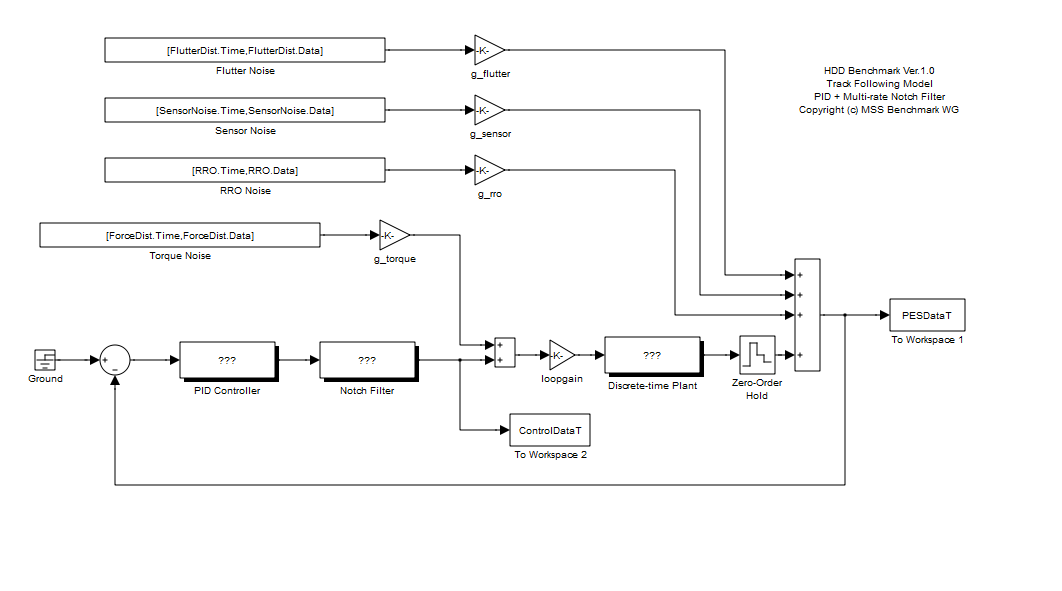 [FlutterDist.Time,FlutterDist.Data]
Flutter Noise
-K-
g_flutter
HDD Benchmark Ver.1.0
Track Following Model
PID + Multi-rate Notch Filter
Copyright (c) MSS Benchmark WG
[SensorNoise.Time,SensorNoise.Data]
Sensor Noise
-K-
g_sensor
[RRO.Time,RRO.Data]
RRO Noise
-K-
g_rro
[ForceDist.Time,ForceDist.Data]
Torque Noise
-K-
g_torque
+
+
+
+
PESDataT
To Workspace 1
Ground
+
−
???
PID Controller
???
Notch Filter
+
+
-K-
loopgain
???
Discrete-time Plant
Zero-Order
Hold
ControlDataT
To Workspace 2